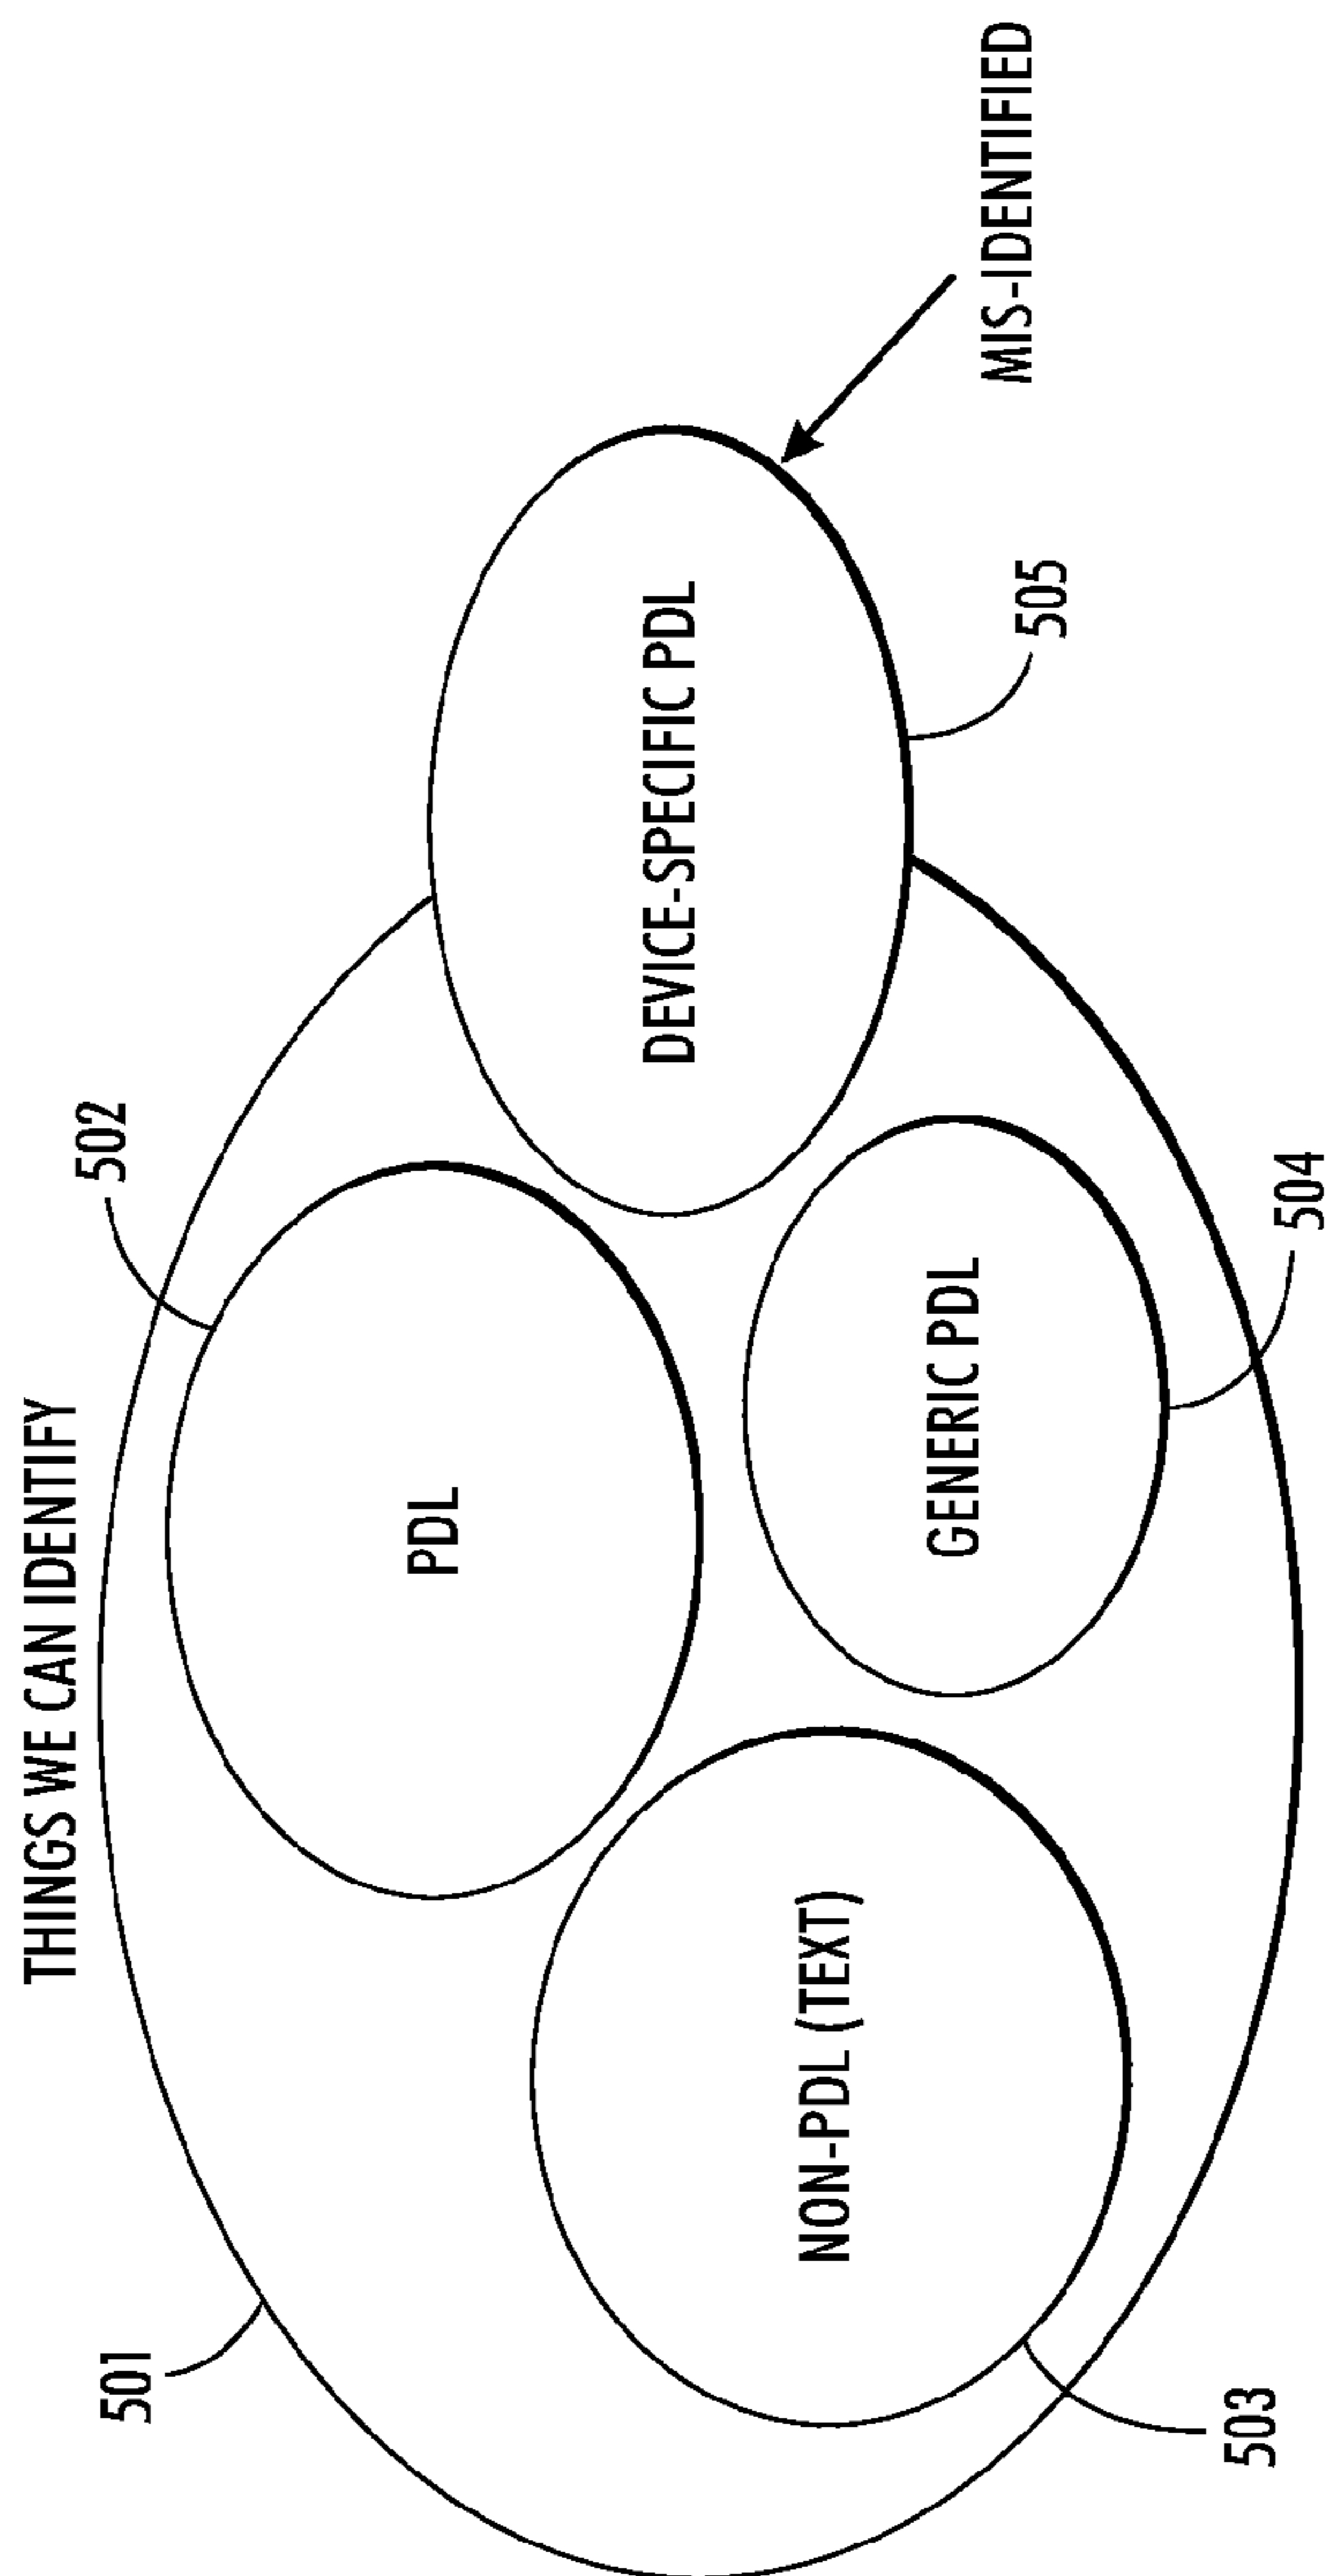 THINGS WE CAN IDENTIFY
501
502
PDL
DEVICE-SPECIFIC PDL
NON-PDL (TEXT)
GENERIC PDL
MIS-IDENTIFIED
505
503
504